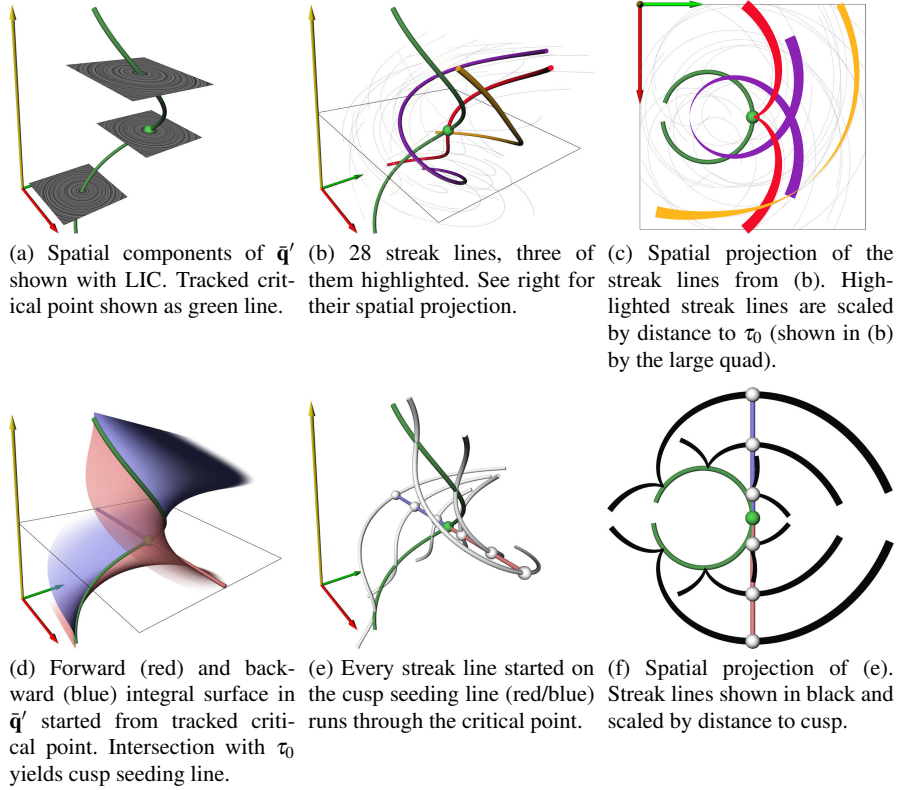 (a) Spatial components of q̄′
shown with LIC. Tracked crit-
ical point shown as green line.
(b) 28 streak lines, three of
them highlighted. See right for
their spatial projection.
(c) Spatial projection of the
streak lines from (b). High-
lighted streak lines are scaled
by distance to τ0 (shown in (b)
by the large quad).
(d) Forward (red) and back-
ward (blue) integral surface in
q̄′ started from tracked criti-
cal point. Intersection with τ0
yields cusp seeding line.
(e) Every streak line started on
the cusp seeding line (red/blue)
runs through the critical point.
(f) Spatial projection of (e).
Streak lines shown in black and
scaled by distance to cusp.